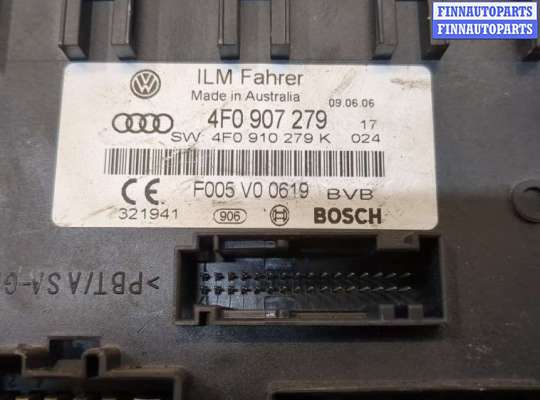 FINNAUTOPARTS
FINNAUTOPARTS
ILM Fahrer
Made in Australia 09.06.06
4F0 907 279 17
SW: 4F0 910 279 K 024
CE F005 V0 0619 BVB
321941 906 BOSCH
>PBT/ASA-G